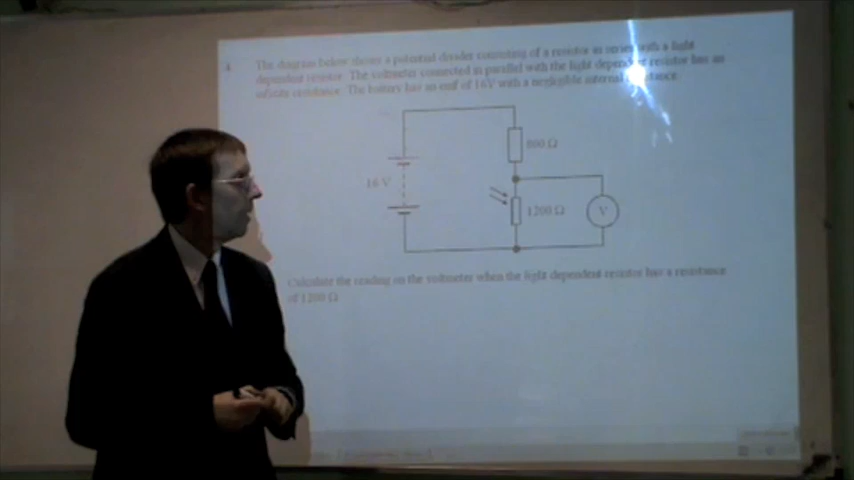 4 The diagram below shows a potential divider consisting of a resistor in series with a light
dependent resistor. The voltmeter connected in parallel with the light dependent resistor has an
infinite resistance. The battery has an emf of 16V with a negligible internal resistance.
800 Ω
16 V
1200 Ω
V
Calculate the reading on the voltmeter when the light dependent resistor has a resistance
of 1200 Ω